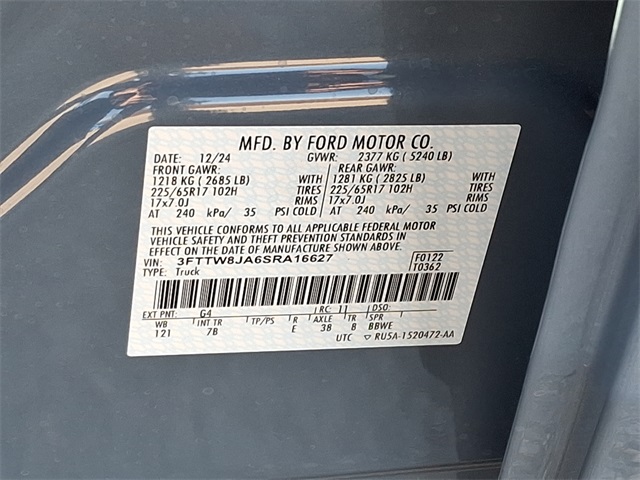 MFD. BY FORD MOTOR CO.
DATE: 12/24 GVWR: 2377 KG ( 5240 LB)
FRONT GAWR: REAR GAWR:
1218 KG ( 2685 LB) WITH 1281 KG ( 2825 LB) WITH
225/65R17 102H TIRES 225/65R17 102H TIRES
17x7.0J RIMS 17x7.0J RIMS
AT 240 kPa/ 35 PSI COLD AT 240 kPa/ 35 PSI COLD
THIS VEHICLE CONFORMS TO ALL APPLICABLE FEDERAL MOTOR
VEHICLE SAFETY AND THEFT PREVENTION STANDARDS IN
EFFECT ON THE DATE OF MANUFACTURE SHOWN ABOVE.
VIN: 3FTTW8JA6SRA16627 F0122
TYPE: Truck T0362
EXT PNT: G4 RC: 11 DSO:
WB INT TR TP/PS R AXLE TR SPR
121 7B E 38 8 BBWE
UTC ▽ RU5A-1520472-AA